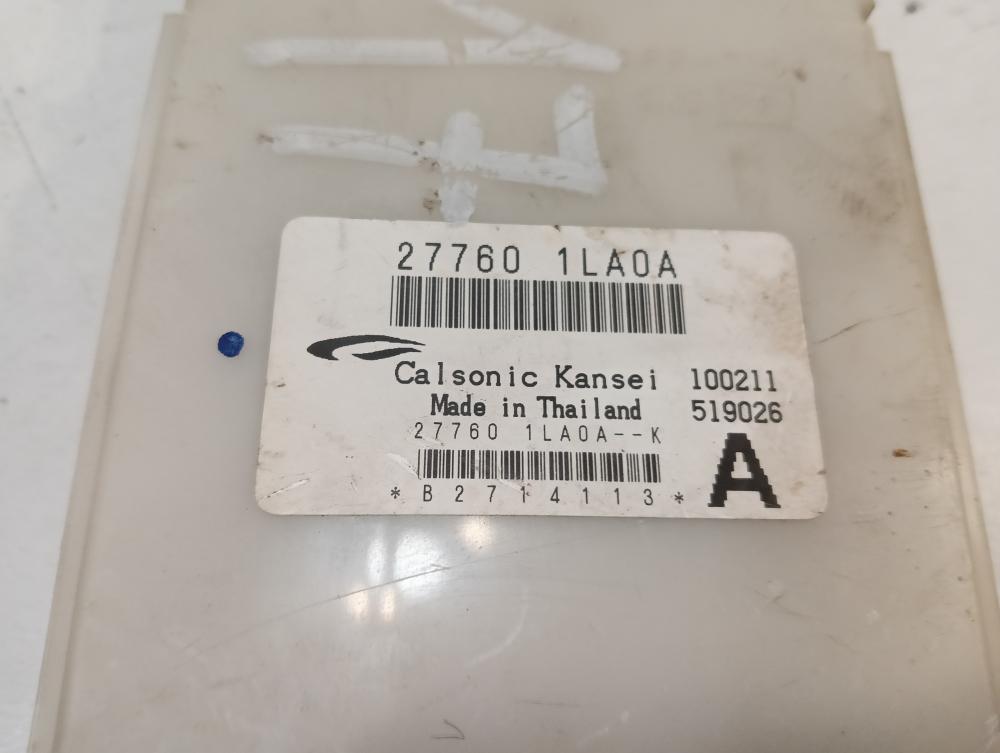 27760 1LA0A
Calsonic Kansei 100211
Made in Thailand 519026
27760 1LA0A--K
*B2714113*
A